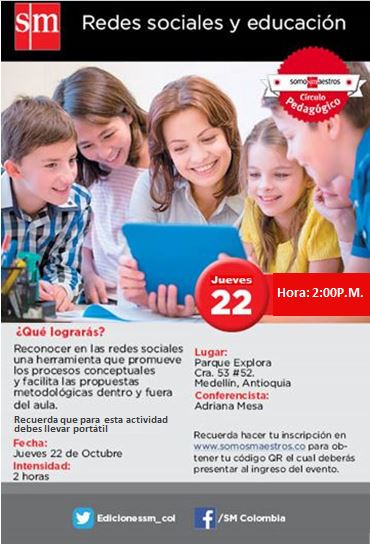 sm
Redes sociales y educación
somosmaestros
Círculo
Pedagógico
Jueves
22
Hora: 2:00P.M.
¿Qué lograrás?
Reconocer en las redes sociales
una herramienta que promueve
los procesos conceptuales
y facilita las propuestas
metodológicas dentro y fuera
del aula.
Recuerda que para esta actividad
debes llevar portátil
Fecha:
Jueves 22 de Octubre
Intensidad:
2 horas
Lugar:
Parque Explora
Cra. 53 #52.
Medellín, Antioquia
Conferencista:
Adriana Mesa
Recuerda hacer tu inscripción en
www.somosmaestros.co para ob-
tener tu código QR el cual deberás
presentar al ingreso del evento.
Edicionessm_col
/SM Colombia